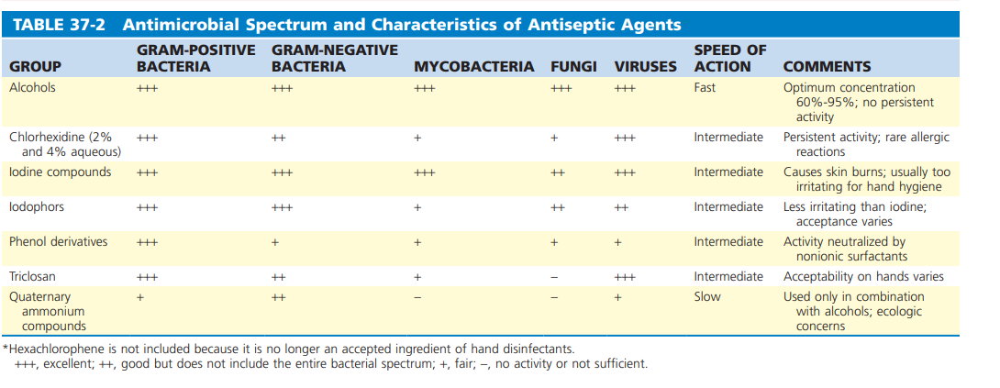 TABLE 37-2 Antimicrobial Spectrum and Characteristics of Antiseptic Agents
GROUP GRAM-POSITIVE BACTERIA GRAM-NEGATIVE BACTERIA MYCOBACTERIA FUNGI VIRUSES SPEED OF ACTION COMMENTS
Alcohols +++ +++ +++ +++ +++ Fast Optimum concentration
60%-95%; no persistent
activity
Chlorhexidine (2% +++ ++ + + +++ Intermediate Persistent activity; rare allergic
and 4% aqueous) reactions
Iodine compounds +++ +++ +++ ++ +++ Intermediate Causes skin burns; usually too
irritating for hand hygiene
Iodophors +++ +++ + ++ ++ Intermediate Less irritating than iodine;
acceptance varies
Phenol derivatives +++ + + + + Intermediate Activity neutralized by
nonionic surfactants
Triclosan +++ ++ + – +++ Intermediate Acceptability on hands varies
Quaternary + ++ – – + Slow Used only in combination
ammonium with alcohols; ecologic
compounds concerns
*Hexachlorophene is not included because it is no longer an accepted ingredient of hand disinfectants.
+++, excellent; ++, good but does not include the entire bacterial spectrum; +, fair; –, no activity or not sufficient.